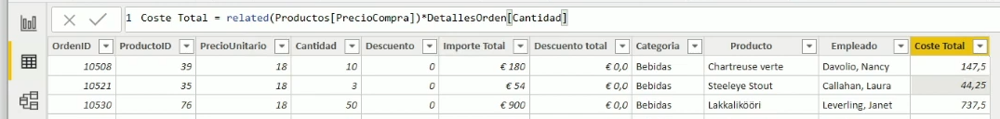 1 Coste Total = related(Productos[PrecioCompra])*DetallesOrden[Cantidad]
OrdenID ProductoID PrecioUnitario Cantidad Descuento Importe Total Descuento total Categoria Producto Empleado Coste Total
10508 39 18 10 0 € 180 € 0,0 Bebidas Chartreuse verte Davolio, Nancy 147,5
10521 35 18 3 0 € 54 € 0,0 Bebidas Steeleye Stout Callahan, Laura 44,25
10530 76 18 50 0 € 900 € 0,0 Bebidas Lakkalikööri Leverling, Janet 737,5